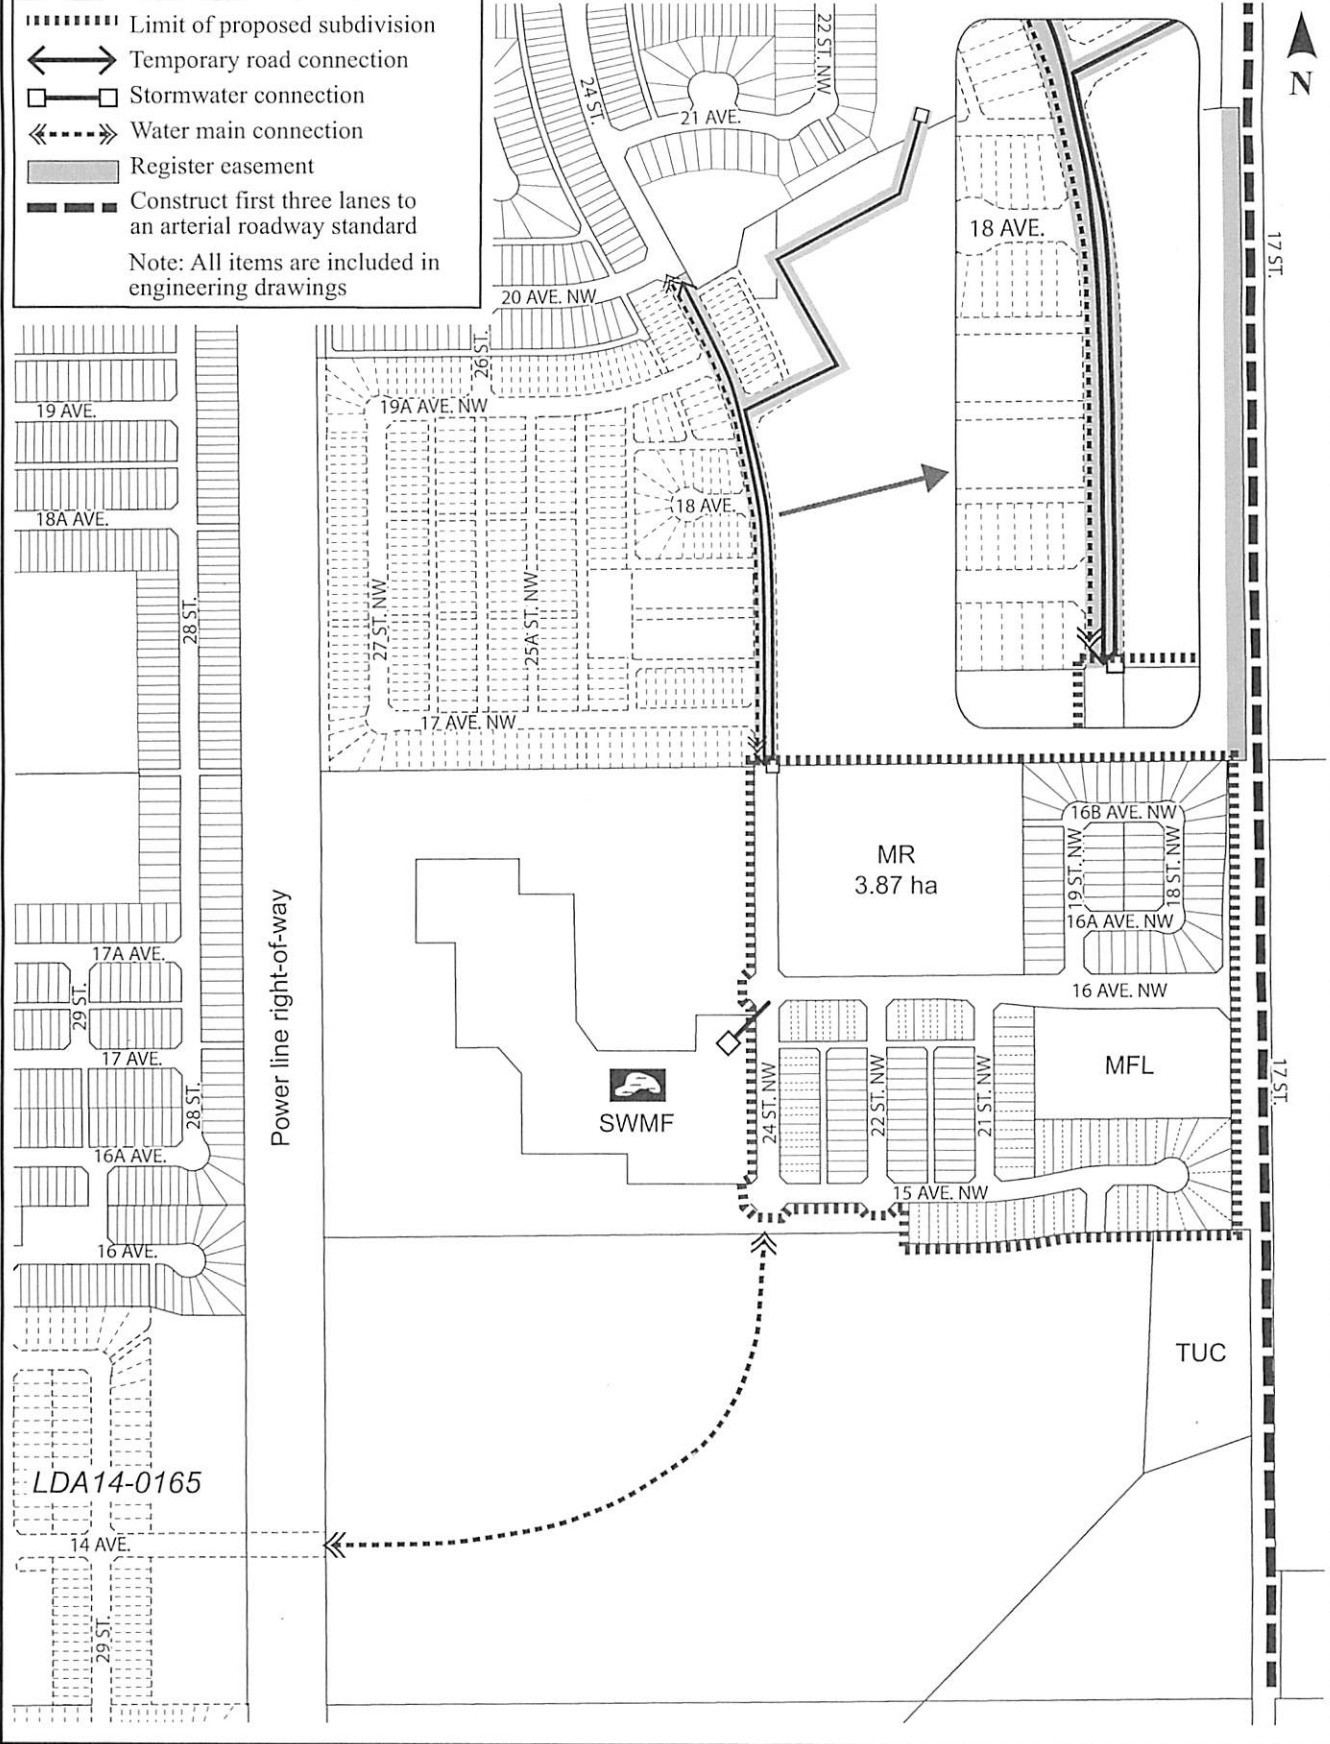 Limit of proposed subdivision
Temporary road connection
Stormwater connection
Water main connection
Register easement
Construct first three lanes to
an arterial roadway standard
Note: All items are included in
engineering drawings
N
22 ST. NW
24 ST.
21 AVE.
18 AVE.
17 ST.
20 AVE. NW
26 ST.
19 AVE.
19A AVE. NW
18 AVE.
18A AVE.
28 ST.
27 ST. NW
25A ST. NW
17 AVE. NW
MR
3.87 ha
16B AVE. NW
19 ST. NW
18 ST. NW
16A AVE. NW
16 AVE. NW
Power line right-of-way
17A AVE.
29 ST.
17 AVE.
28 ST.
16A AVE.
16 AVE.
SWMF
24 ST. NW
22 ST. NW
21 ST. NW
MFL
17 ST.
15 AVE. NW
TUC
LDA14-0165
14 AVE.
29 ST.